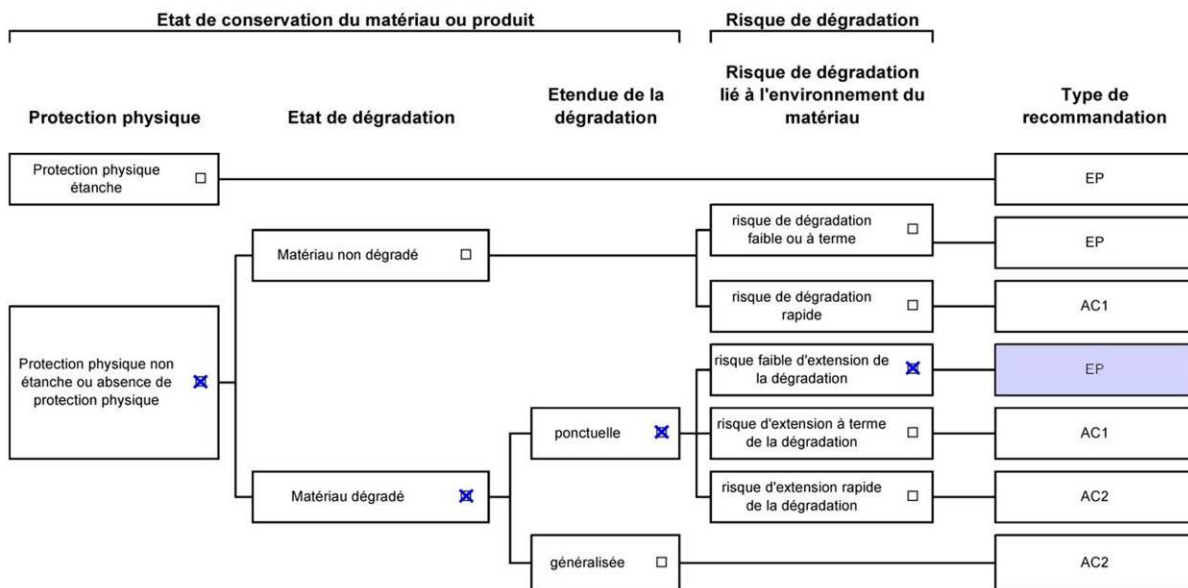 Etat de conservation du matériau ou produit
Risque de dégradation
Protection physique
Etat de dégradation
Etendue de la
dégradation
Risque de dégradation
lié à l'environnement du
matériau
Type de
recommandation
Protection physique
étanche
EP
Matériau non dégradé
risque de dégradation
faible ou à terme
EP
risque de dégradation
rapide
AC1
Protection physique non
étanche ou absence de
protection physique
risque faible d'extension de
la dégradation
EP
ponctuelle
risque d'extension à terme
de la dégradation
AC1
Matériau dégradé
risque d'extension rapide
de la dégradation
AC2
généralisée
AC2